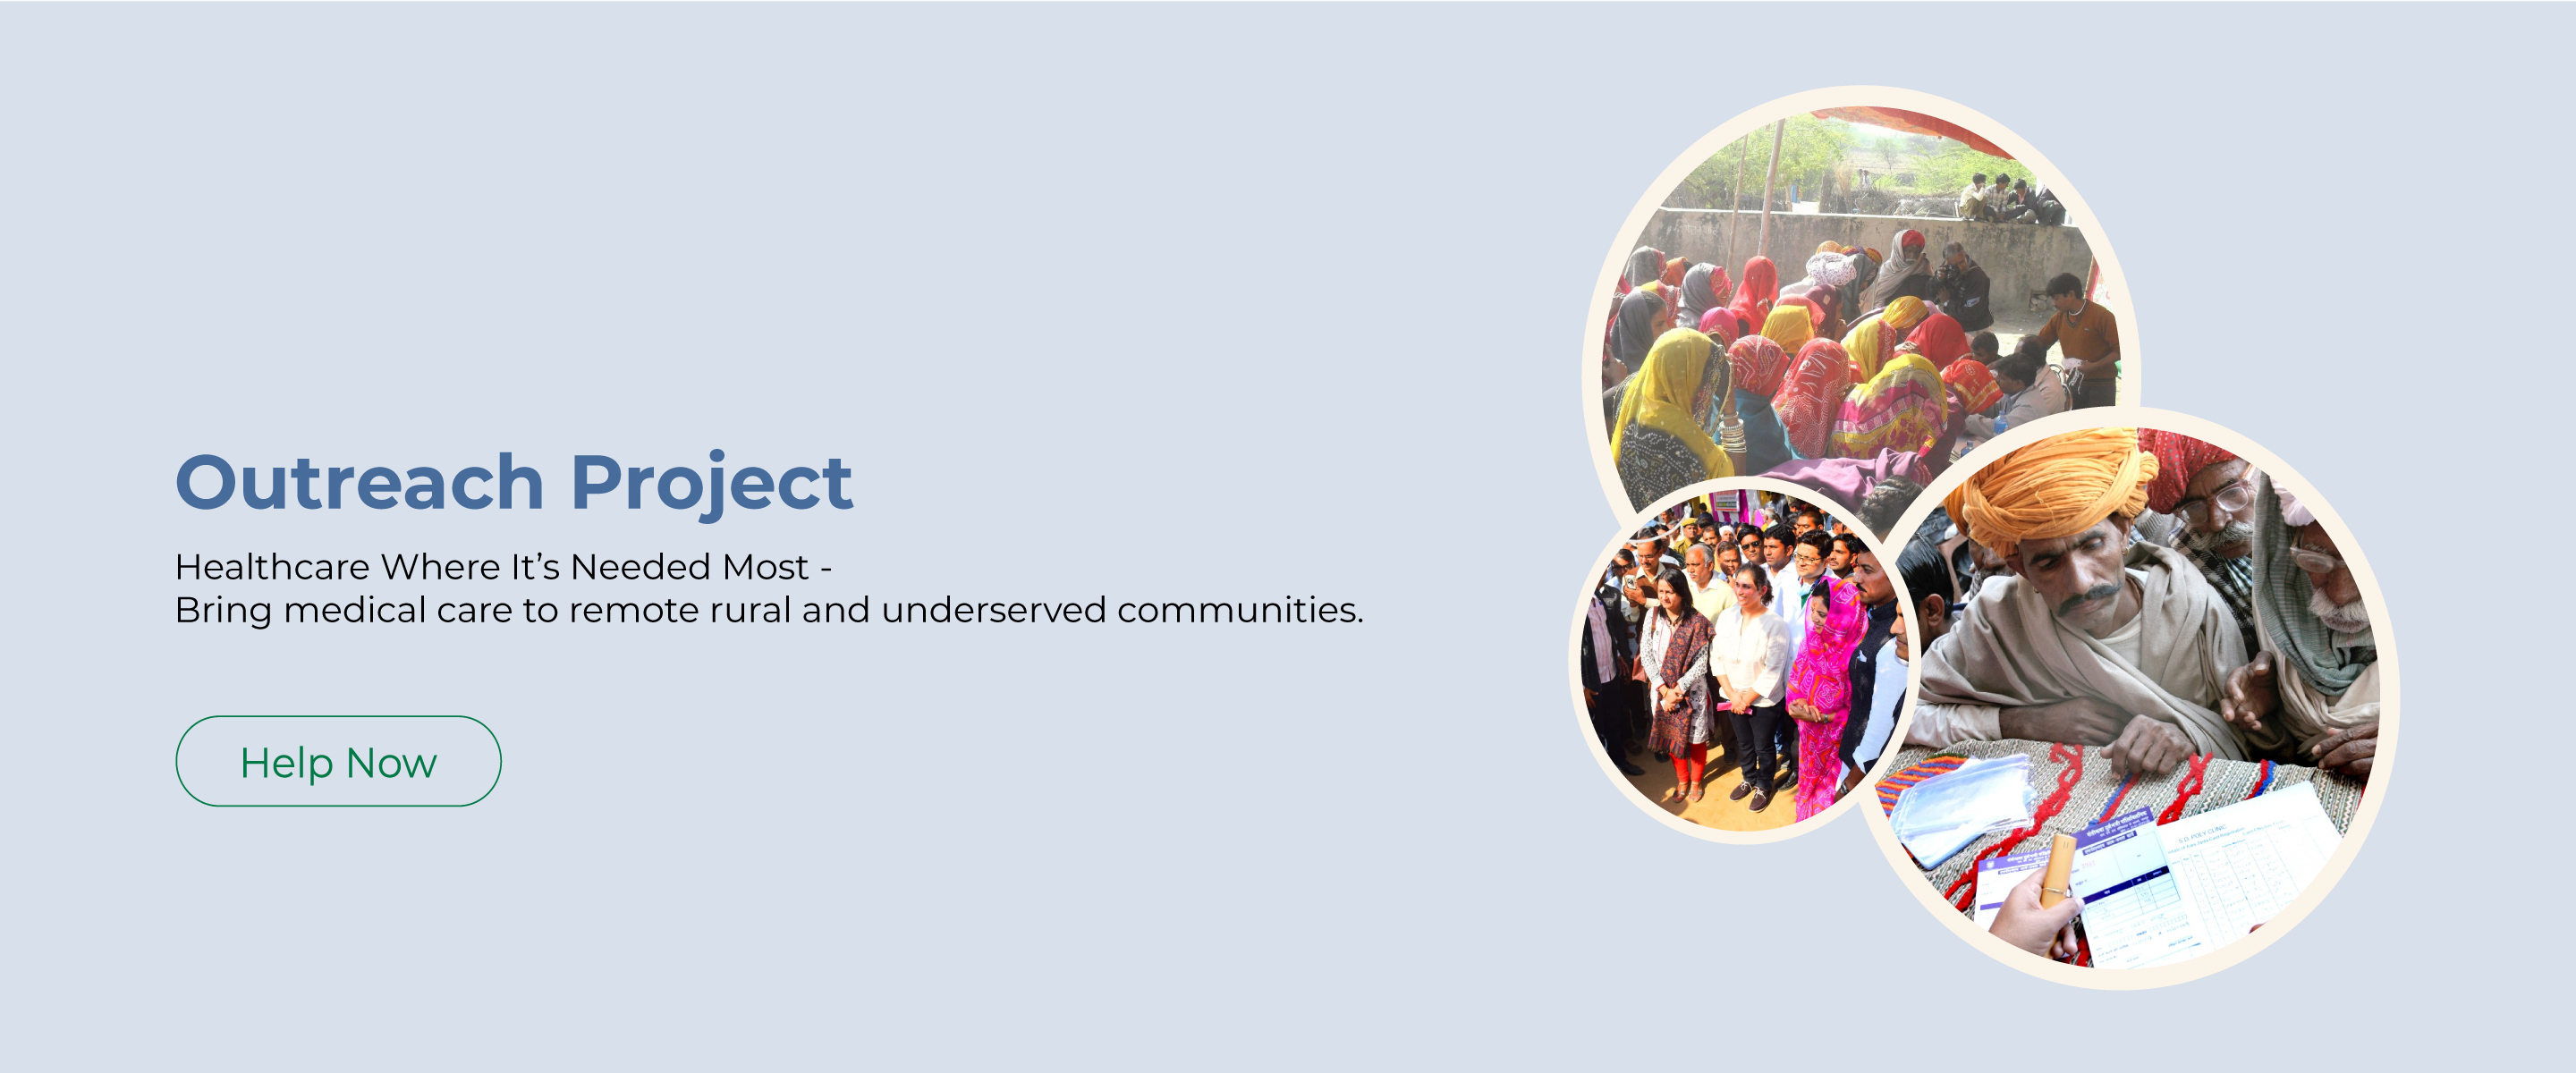 Outreach Project
Healthcare Where It’s Needed Most -
Bring medical care to remote rural and underserved communities.
Help Now
S.D. POLY CLINIC